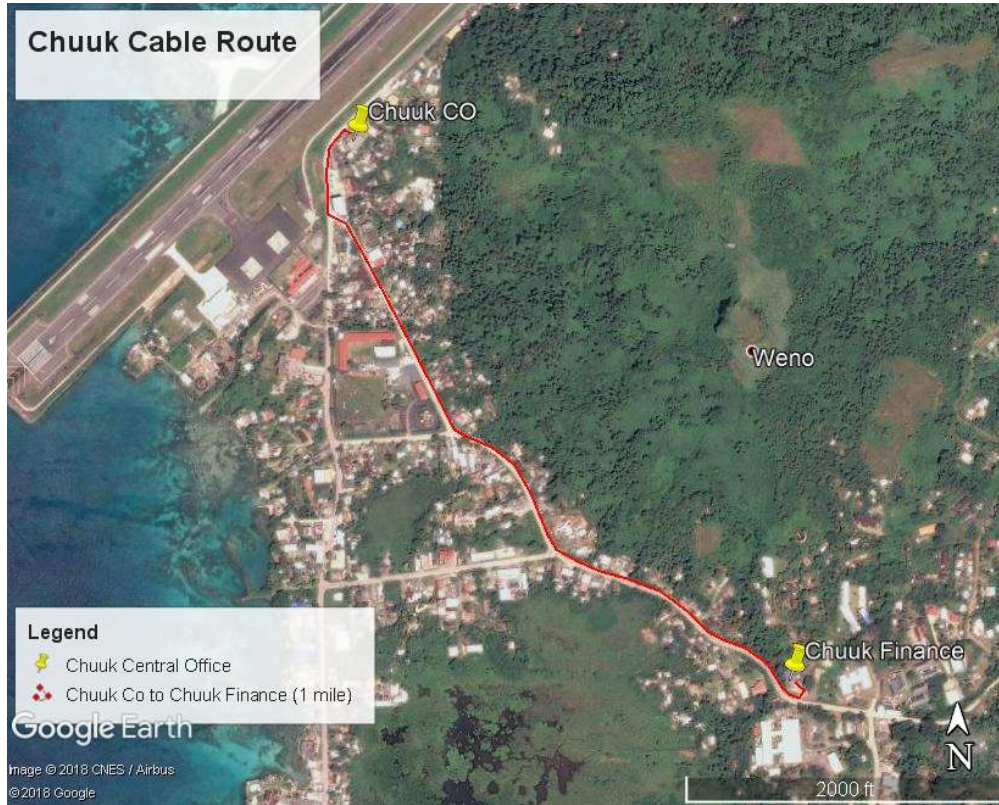 Chuuk Cable Route
Chuuk CO
Weno
Chuuk Finance
Legend
Chuuk Central Office
Chuuk Co to Chuuk Finance (1 mile)
Google Earth
Image © 2018 CNES / Airbus
© 2018 Google
N
2000 ft